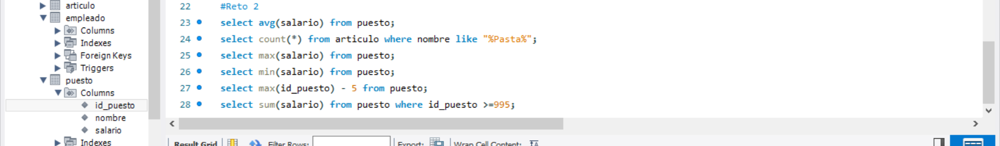 articulo
empleado
Columns
Indexes
Foreign Keys
Triggers
puesto
Columns
id_puesto
nombre
salario
Indexes
22 #Reto 2
23 select avg(salario) from puesto;
24 select count(*) from articulo where nombre like "%Pasta%";
25 select max(salario) from puesto;
26 select min(salario) from puesto;
27 select max(id_puesto) - 5 from puesto;
28 select sum(salario) from puesto where id_puesto >=995;
Result Grid Filter Rows: Export: Wrap Cell Content: IA